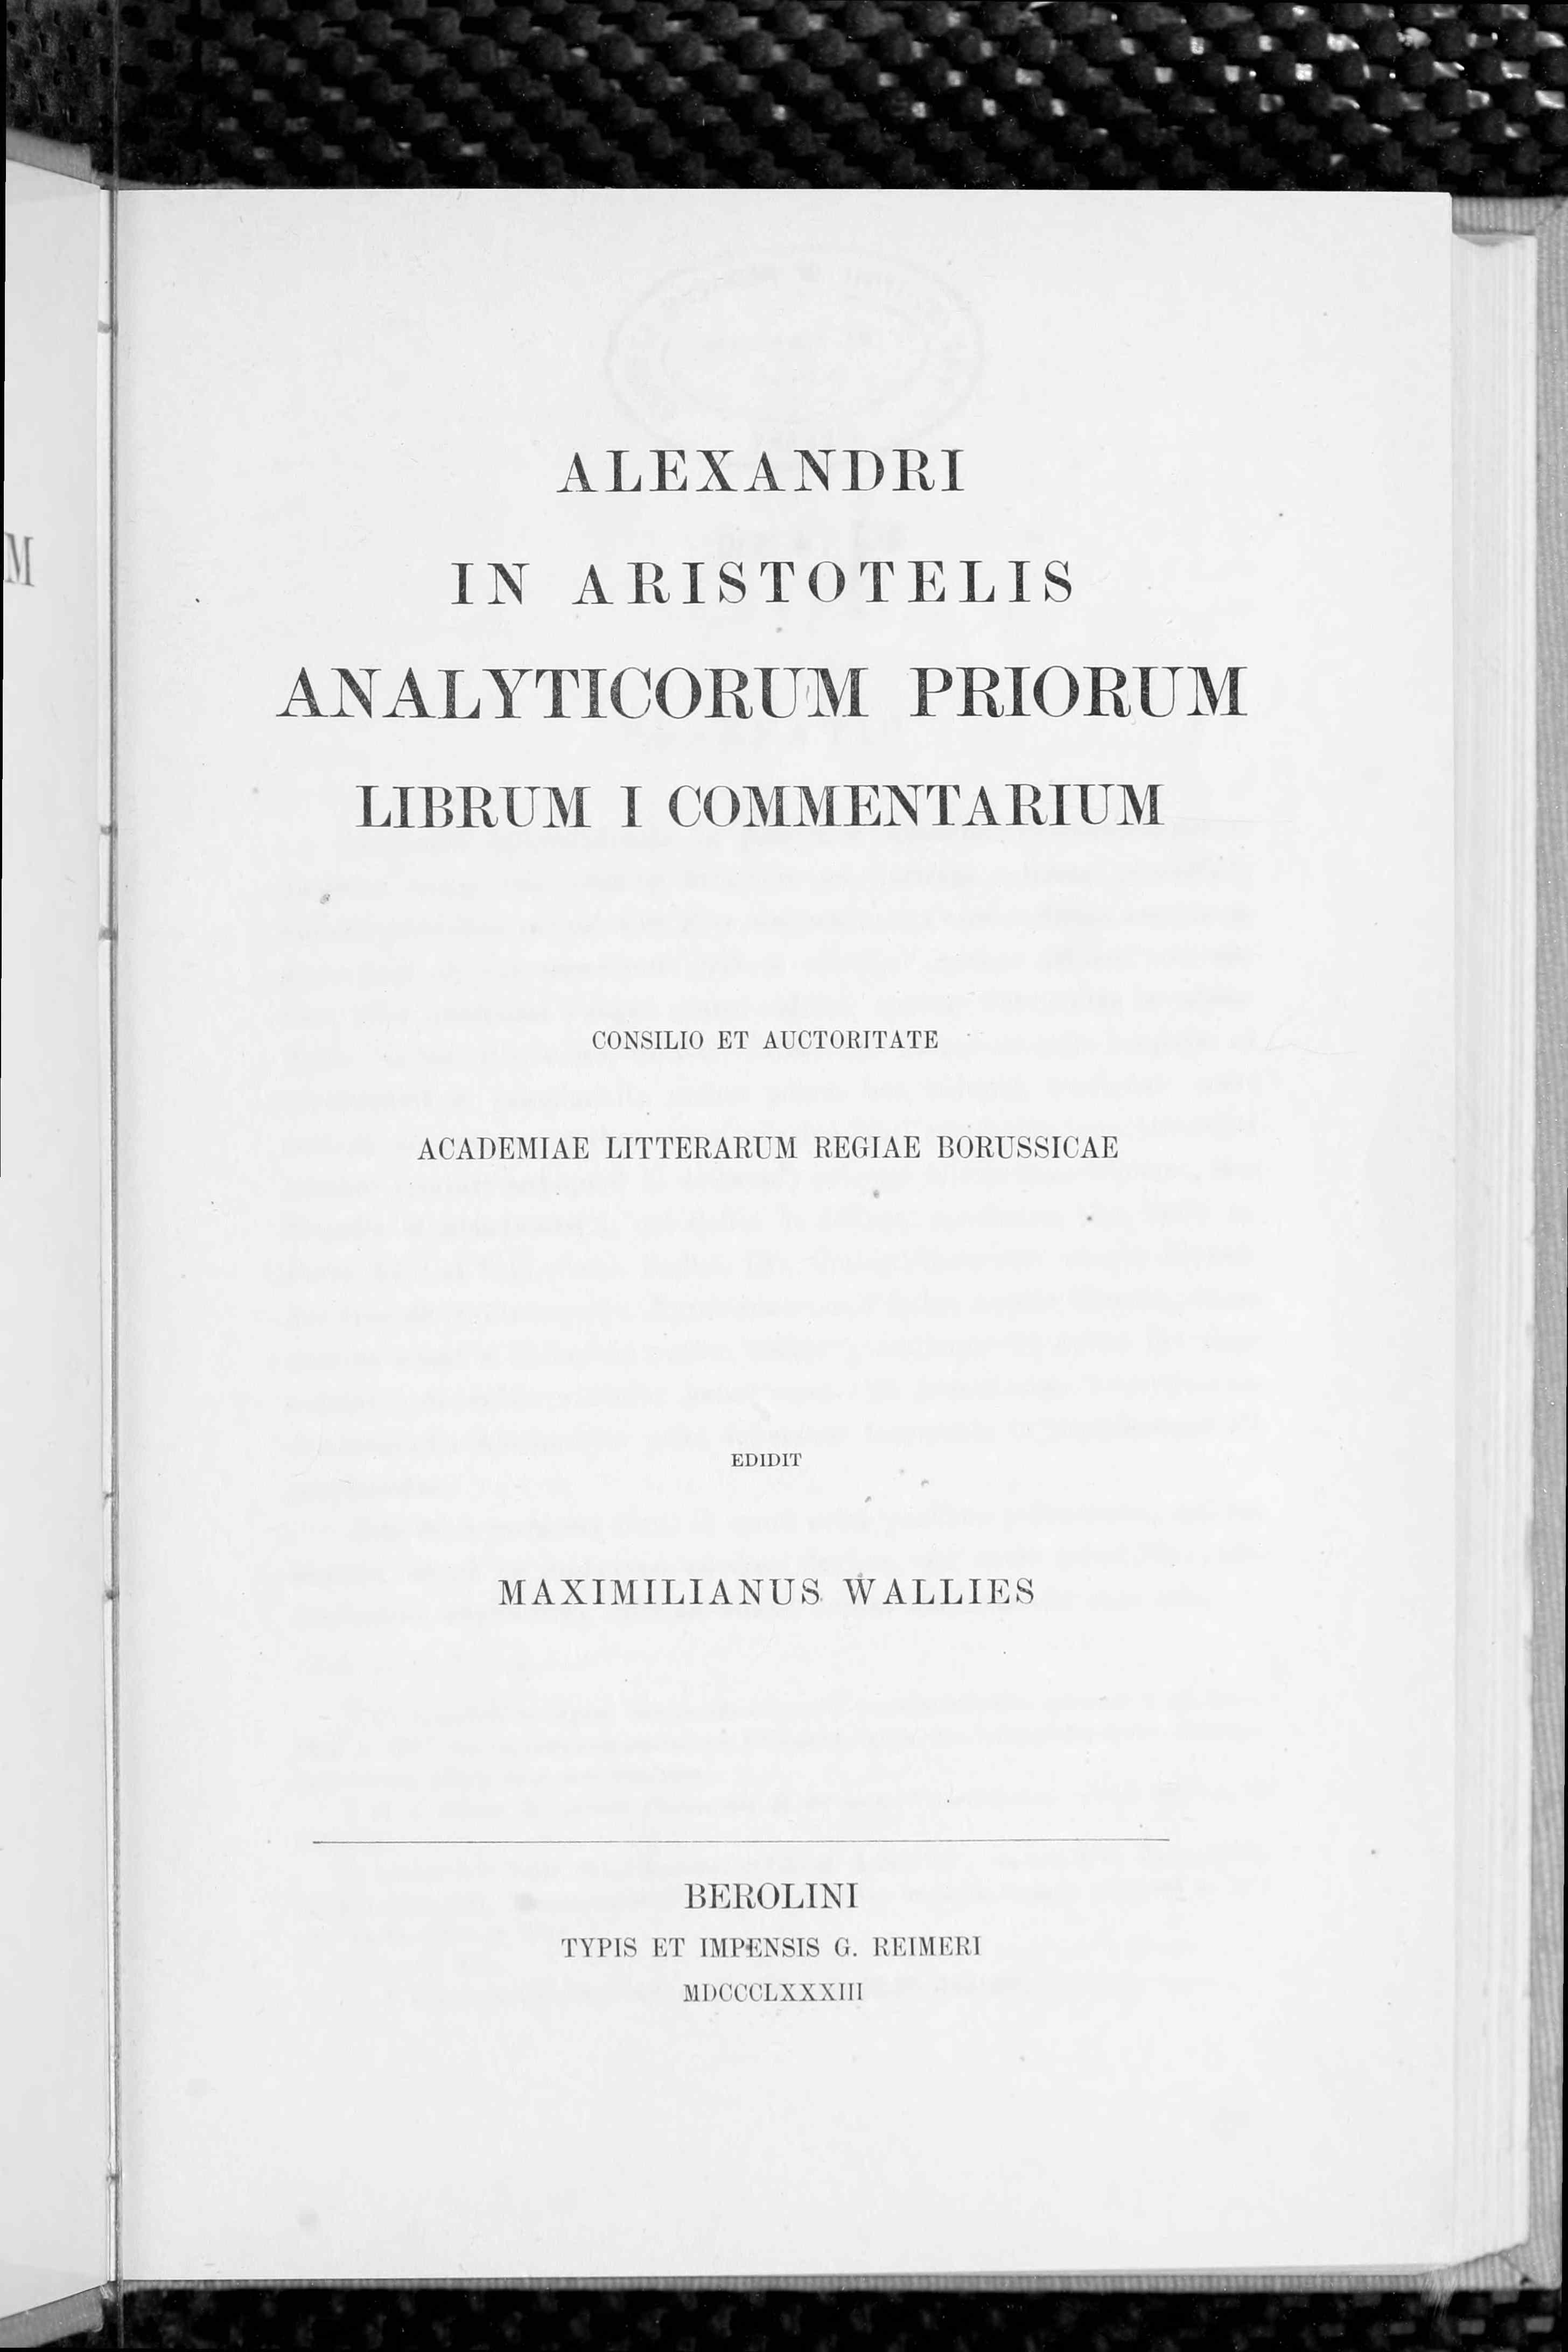 ALEXANDRI
IN ARISTOTELIS
ANALYTICORUM PRIORUM
LIBRUM I COMMENTARIUM
CONSILIO ET AUCTORITATE
ACADEMIAE LITTERARUM REGIAE BORUSSICAE
EDIDIT
MAXIMILIANUS WALLIES
BEROLINI
TYPIS ET IMPENSIS G. REIMERI
MDCCCLXXXIII